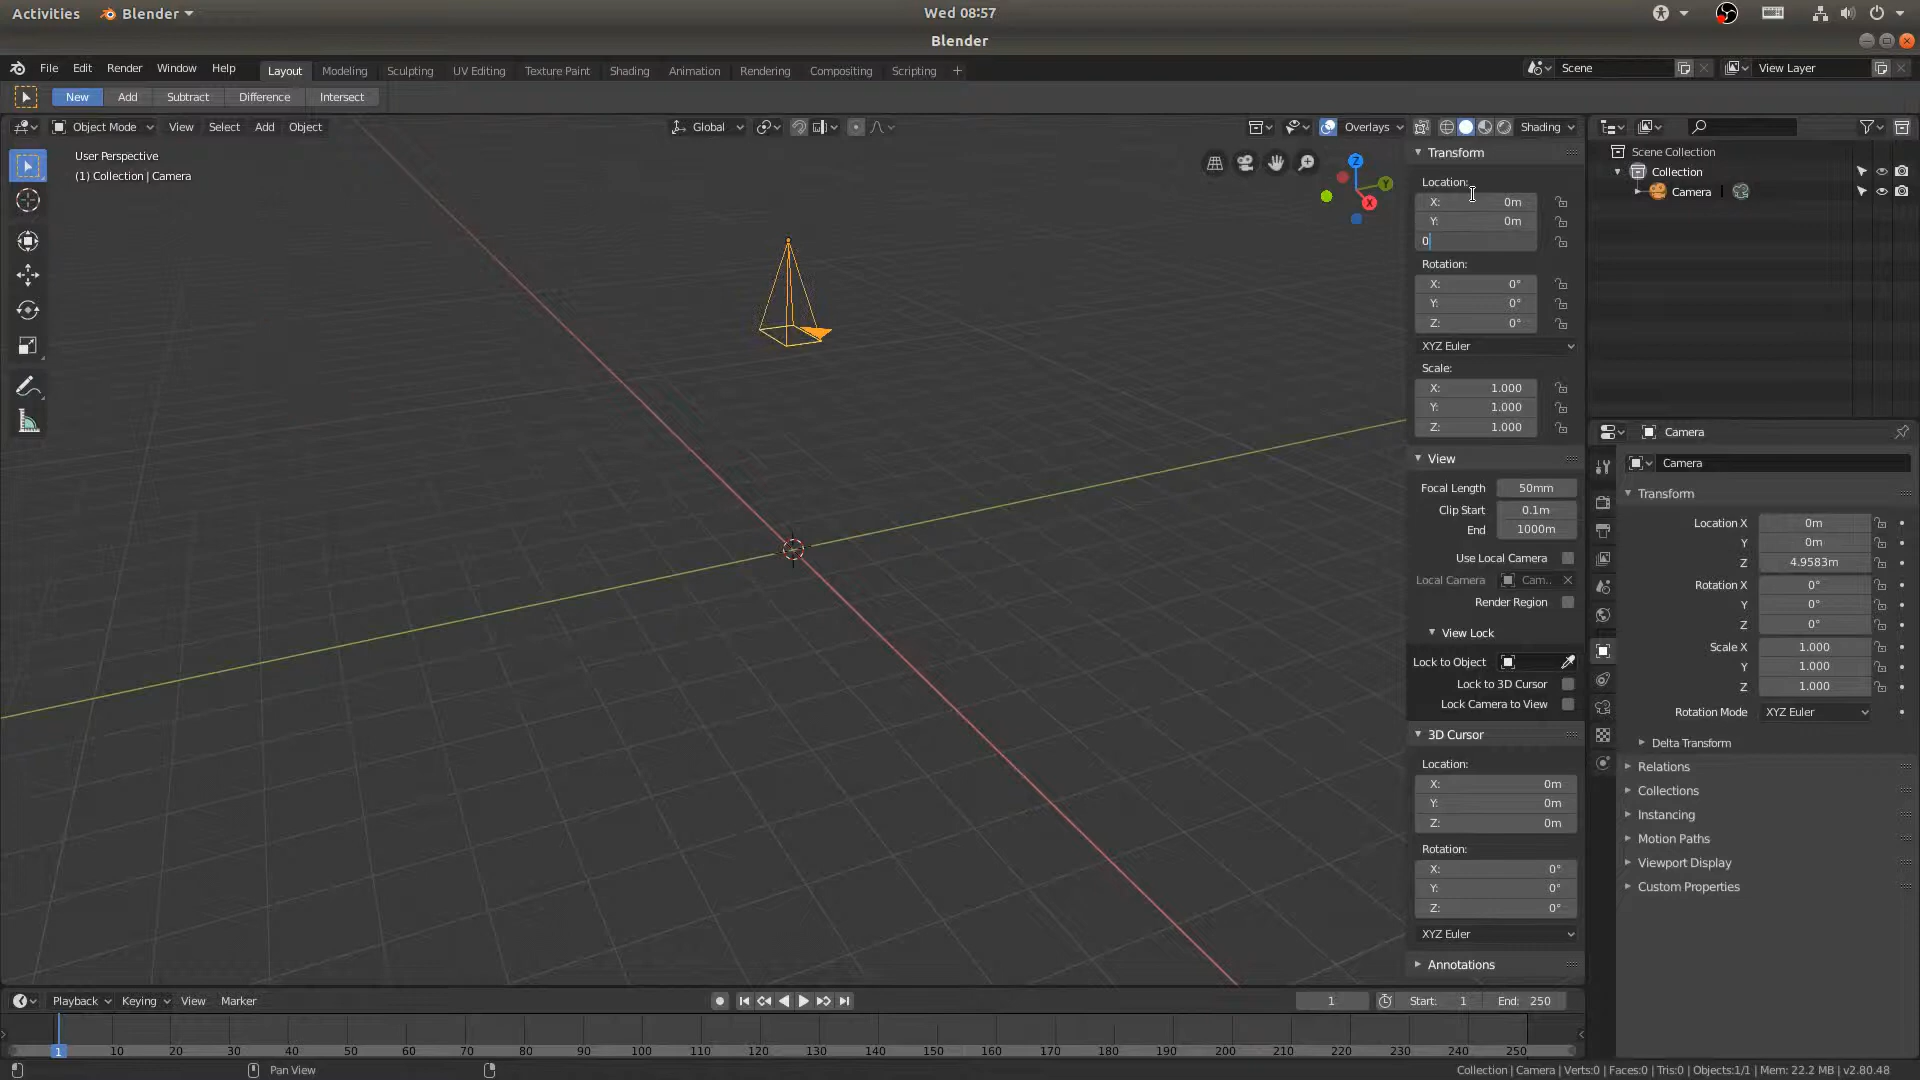 Activities Blender Wed 08:57
Blender
File Edit Render Window Help Layout Modeling Sculpting UV Editing Texture Paint Shading Animation Rendering Compositing Scripting + Scene View Layer
New Add Subtract Difference Intersect
Object Mode View Select Add Object Global Overlays Shading
User Perspective
(1) Collection | Camera
Z
Y
X
Transform
Location:
X: 0m
Y: 0m
0
Rotation:
X: 0°
Y: 0°
Z: 0°
XYZ Euler
Scale:
X: 1.000
Y: 1.000
Z: 1.000
View
Focal Length 50mm
Clip Start 0.1m
End 1000m
Use Local Camera
Local Camera Cam..
Render Region
View Lock
Lock to Object
Lock to 3D Cursor
Lock Camera to View
3D Cursor
Location:
X: 0m
Y: 0m
Z: 0m
Rotation:
X: 0°
Y: 0°
Z: 0°
XYZ Euler
Annotations
Scene Collection
Collection
Camera
Camera
Camera
Transform
Location X 0m
Y 0m
Z 4.9583m
Rotation X 0°
Y 0°
Z 0°
Scale X 1.000
Y 1.000
Z 1.000
Rotation Mode XYZ Euler
Delta Transform
Relations
Collections
Instancing
Motion Paths
Viewport Display
Custom Properties
Playback Keying View Marker 1 Start: 1 End: 250
1 10 20 30 40 50 60 70 80 90 100 110 120 130 140 150 160 170 180 190 200 210 220 230 240 250
Pan View Collection | Camera | Verts:0 | Faces:0 | Tris:0 | Objects:1/1 | Mem: 22.2 MB | v2.80.48